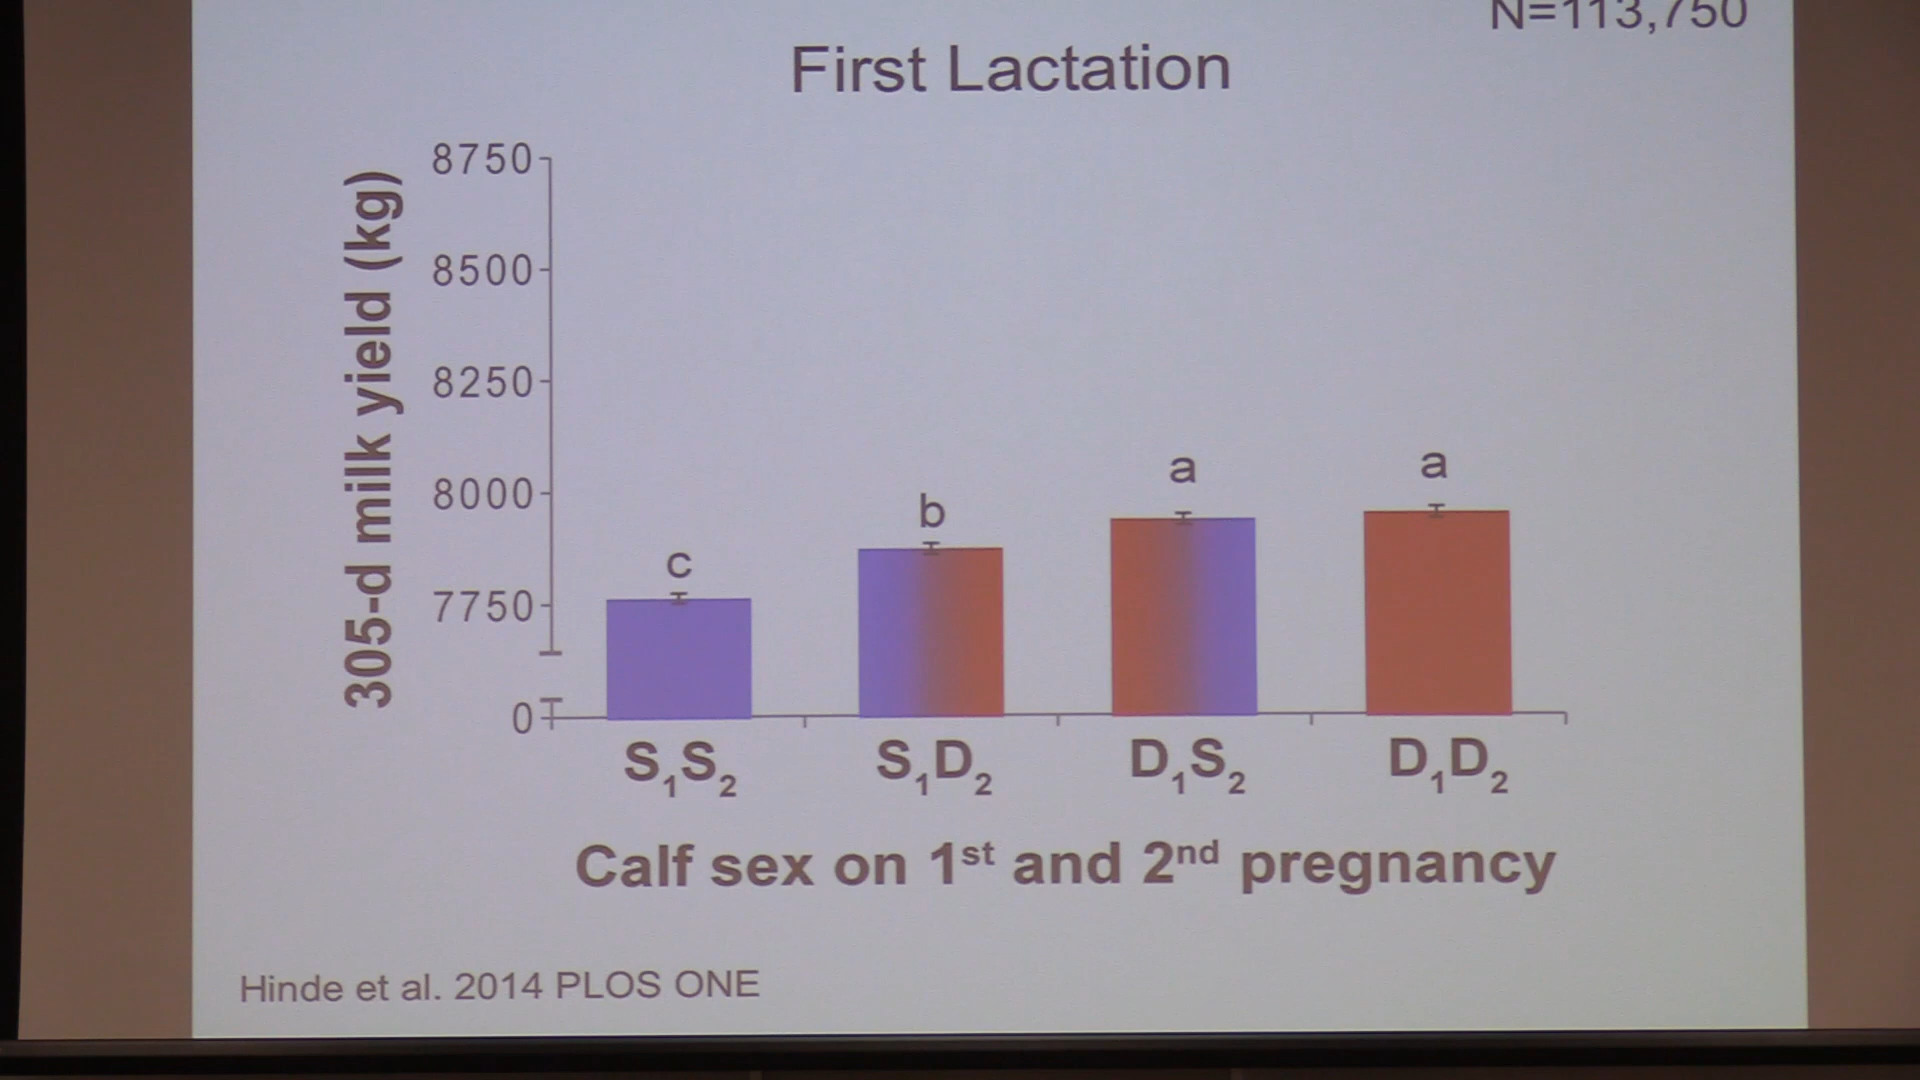 N=113,750
First Lactation
305-d milk yield (kg)
8750
8500
8250
8000
7750
0
c
b
a
a
S₁S₂
S₁D₂
D₁S₂
D₁D₂
Calf sex on 1ˢᵗ and 2ⁿᵈ pregnancy
Hinde et al. 2014 PLOS ONE